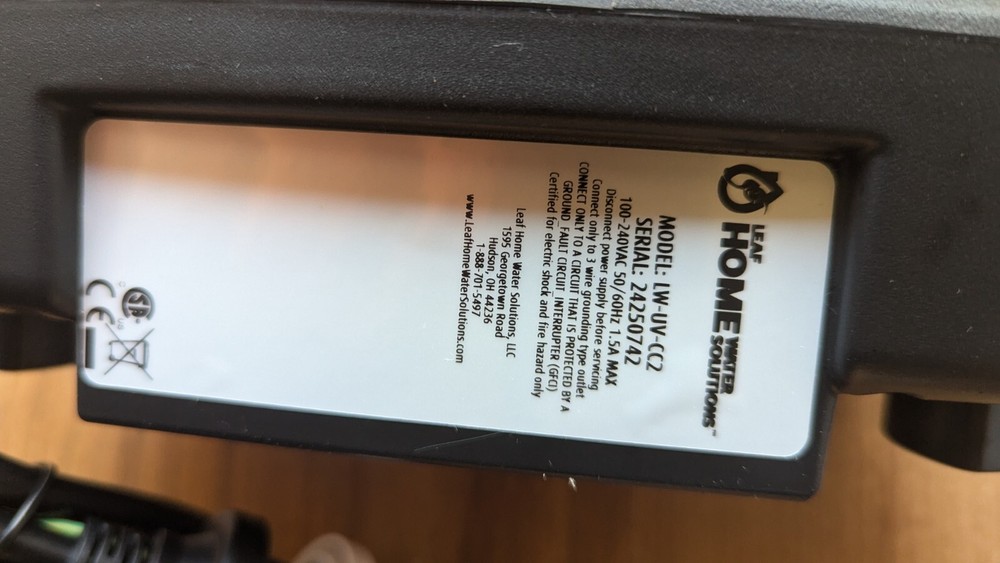 LEAF
HOME WATER
SOLUTIONS™
MODEL: LW-UV-CC2
SERIAL: 24250742
100-240VAC 50/60Hz 1.5A MAX
Disconnect power supply before servicing
Connect only to 3 wire grounding type outlet
CONNECT ONLY TO A CIRCUIT THAT IS PROTECTED BY A
GROUND FAULT CIRCUIT INTERRUPTER (GFCI)
Certified for electric shock and fire hazard only
Leaf Home Water Solutions, LLC
1595 Georgetown Road
Hudson, OH 44236
1-888-701-5497
www.LeafHomeWaterSolutions.com
CE